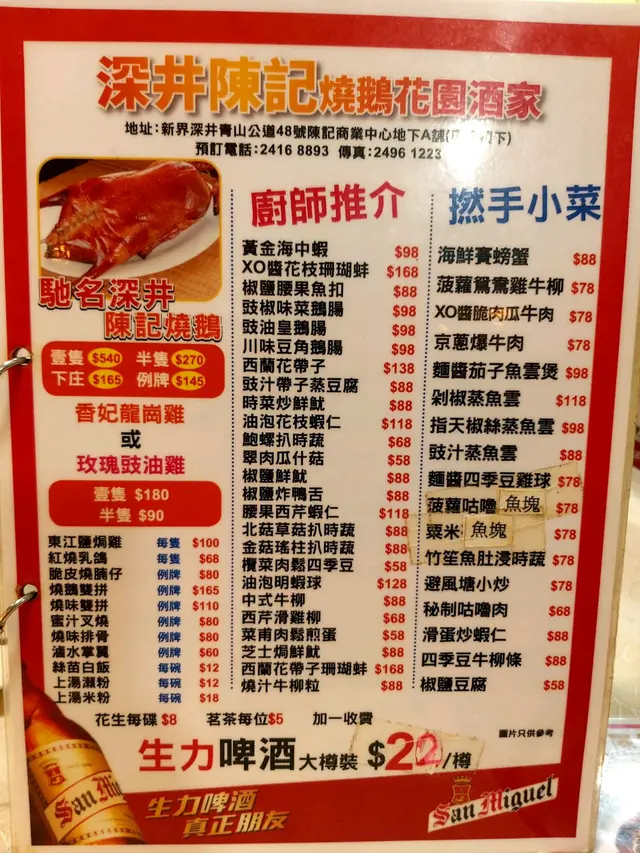 深井陳記燒鵝花園酒家
地址:新界深井青山公道48號陳記商業中心地下A舖
預訂電話:2416 8893 傳真:2496 1223
馳名深井
陳記燒鵝
壹隻 $540 半隻 $270
下庄 $165 例牌 $145
香妃龍崗雞
或
玫瑰豉油雞
壹隻 $180
半隻 $90
東江鹽焗雞 每隻 $100
紅燒乳鴿 每隻 $68
脆皮燒腩仔 例牌 $80
燒鵝雙拼 例牌 $165
燒味雙拼 例牌 $110
蜜汁叉燒 例牌 $80
燒味排骨 例牌 $80
滷水掌翼 例牌 $60
絲苗白飯 每碗 $12
上湯瀨粉 每碗 $12
上湯米粉 每碗 $18
廚師推介
黃金海中蝦 $98
XO醬花枝珊瑚蚌 $168
椒鹽腰果魚扣 $88
豉椒味菜鵝腸 $98
豉油皇鵝腸 $98
川味豆角鵝腸 $98
西蘭花帶子 $138
豉汁帶子蒸豆腐 $88
時菜炒鮮魷 $88
油泡花枝蝦仁 $118
鮑螺扒時蔬 $68
翠肉瓜什菇 $58
椒鹽鮮魷 $88
椒鹽炸鴨舌 $88
腰果西芹蝦仁 $118
北菇草菇扒時蔬 $88
金菇瑤柱扒時蔬 $88
欖菜肉鬆四季豆 $58
油泡明蝦球 $128
中式牛柳 $88
西芹滑雞柳 $68
菜甫肉鬆煎蛋 $58
芝士焗鮮魷 $88
西蘭花帶子珊瑚蚌 $168
燒汁牛柳粒 $88
撚手小菜
海鮮賽螃蟹 $88
菠蘿鴛鴦雞牛柳 $78
XO醬脆肉瓜牛肉 $78
京蔥爆牛肉 $78
麵醬茄子魚雲煲 $98
剁椒蒸魚雲 $118
指天椒絲蒸魚雲 $98
豉汁蒸魚雲 $88
麵醬四季豆雞球 $78
菠蘿咕嚕魚塊 $78
粟米魚塊 $78
竹笙魚肚浸時蔬 $78
避風塘小炒 $78
秘制咕嚕肉 $68
滑蛋炒蝦仁 $88
四季豆牛柳條 $88
椒鹽豆腐 $58
花生每碟 $8 茗茶每位$5 加一收費
圖片只供參考
生力啤酒 大樽裝 $22/樽
San Miguel
生力啤酒
真正朋友
San Miguel